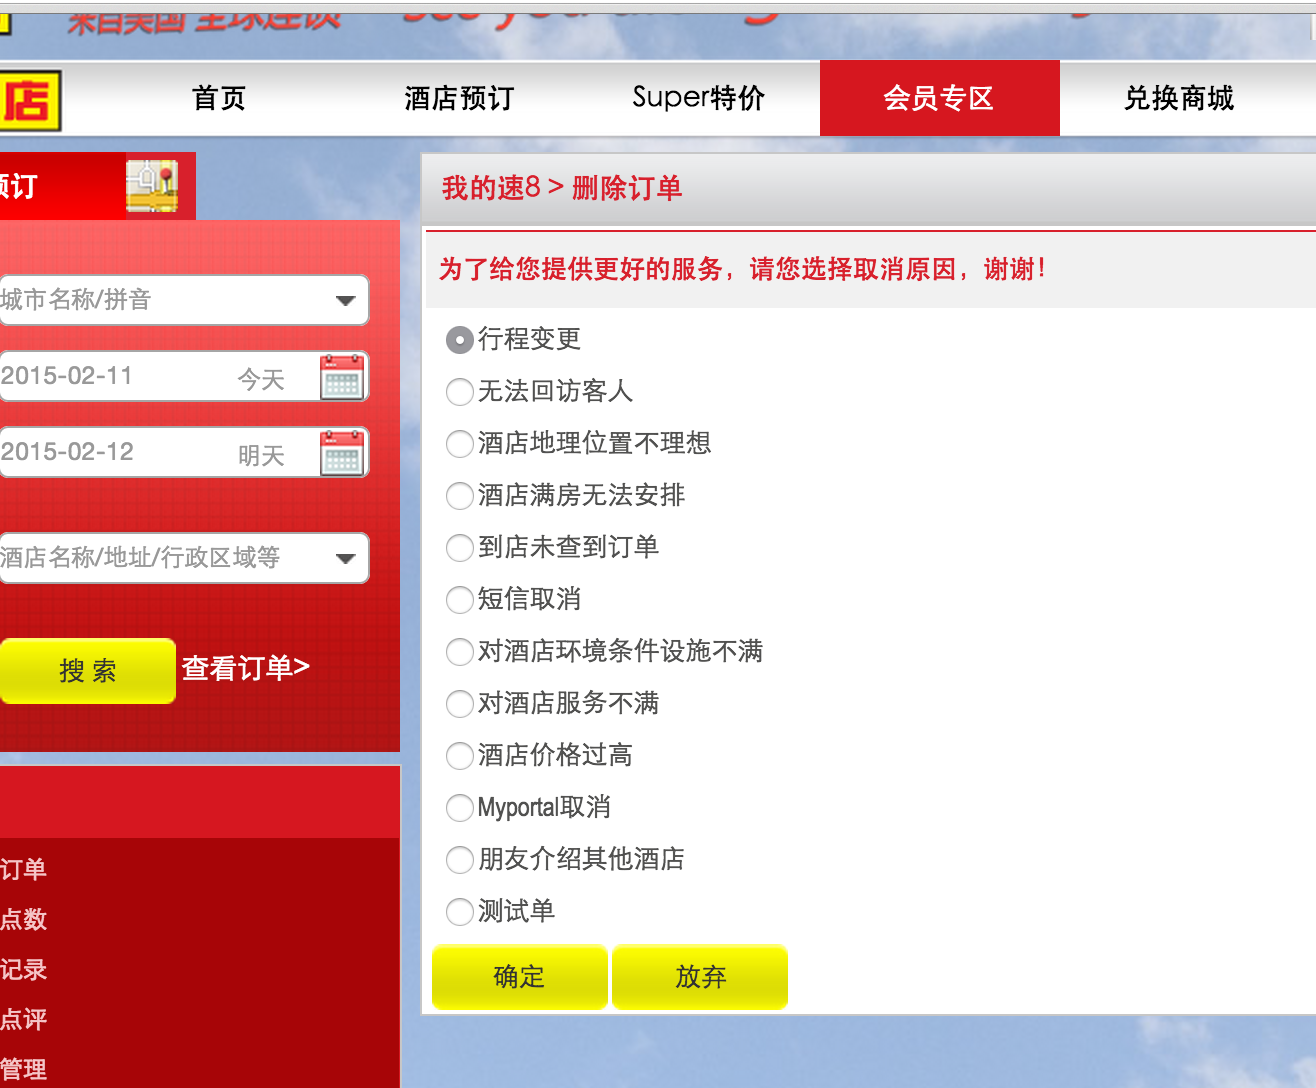 来自美国 全球连锁
店
首页
酒店预订
Super特价
会员专区
兑换商城
预订
城市名称/拼音
2015-02-11
今天
2015-02-12
明天
酒店名称/地址/行政区域等
搜 索
查看订单>
订单
点数
记录
点评
管理
我的速8 > 删除订单
为了给您提供更好的服务，请您选择取消原因，谢谢！
行程变更
无法回访客人
酒店地理位置不理想
酒店满房无法安排
到店未查到订单
短信取消
对酒店环境条件设施不满
对酒店服务不满
酒店价格过高
Myportal取消
朋友介绍其他酒店
测试单
确定
放弃